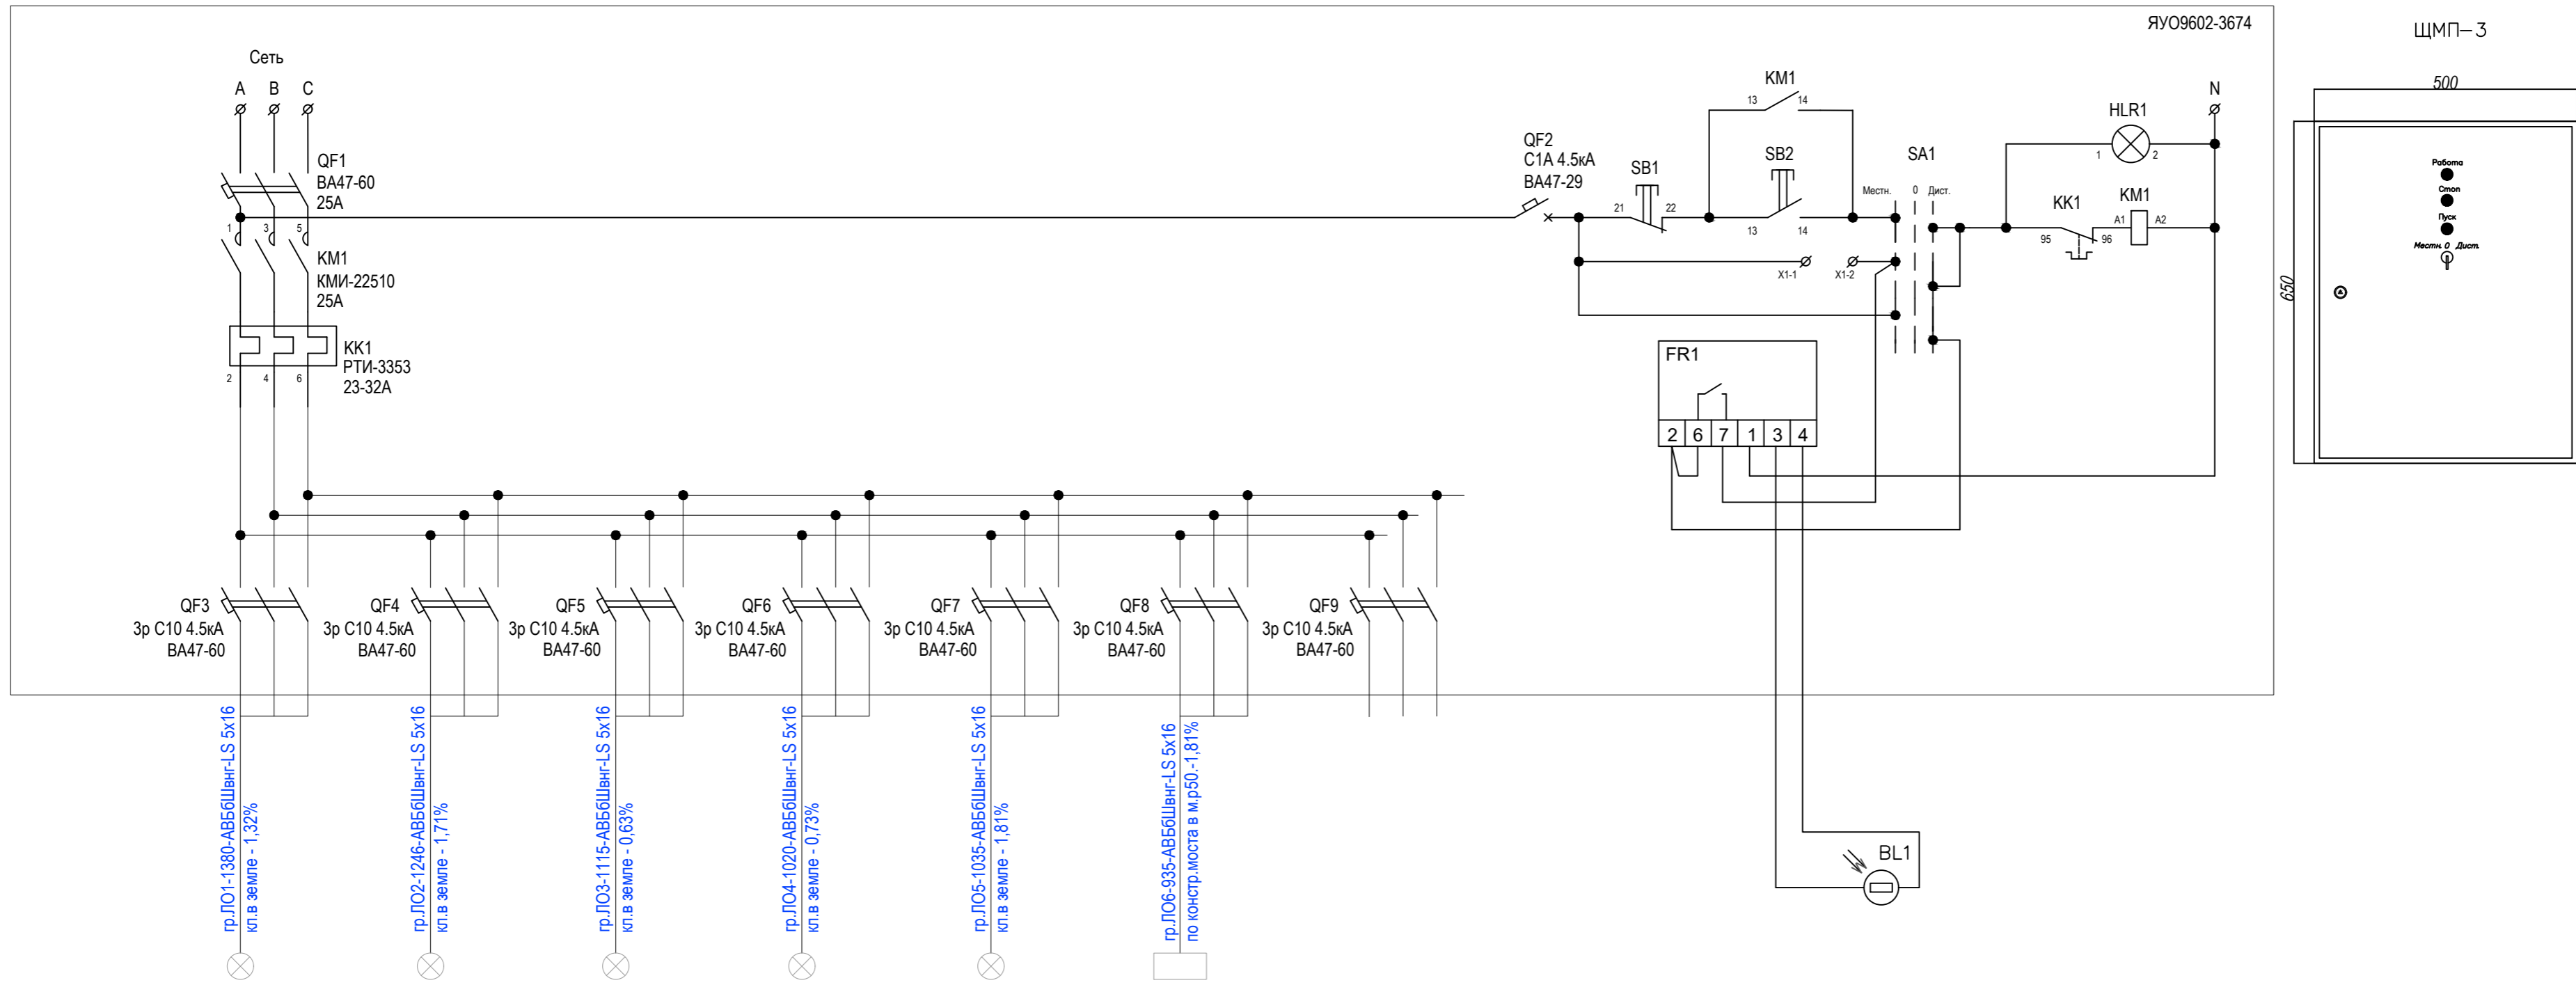 ЯУО9602-3674
ЩМП-3
Сеть
A B C
QF1
ВА47-60
25А
1 3 5
KM1
КМИ-22510
25А
KK1
РТИ-3353
23-32А
2 4 6
QF2
С1А 4.5кА
ВА47-29
SB1
21 22
KM1
13 14
SB2
13 14
SA1
Местн. 0 Дист.
X1-1 X1-2
HLR1
1 2
N
KK1
95 96
KM1
A1 A2
FR1
2 6 7 1 3 4
BL1
500
650
Работа
Стоп
Пуск
Местн. 0 Дист.
QF3
3р С10 4.5кА
ВА47-60
QF4
3р С10 4.5кА
ВА47-60
QF5
3р С10 4.5кА
ВА47-60
QF6
3р С10 4.5кА
ВА47-60
QF7
3р С10 4.5кА
ВА47-60
QF8
3р С10 4.5кА
ВА47-60
QF9
3р С10 4.5кА
ВА47-60
гр.ЛО1-1380-АВБбШвнг-LS 5х16
кл.в земле - 1,32%
гр.ЛО2-1246-АВБбШвнг-LS 5х16
кл.в земле - 1,71%
гр.ЛО3-1115-АВБбШвнг-LS 5х16
кл.в земле - 0,63%
гр.ЛО4-1020-АВБбШвнг-LS 5х16
кл.в земле - 0,73%
гр.ЛО5-1035-АВБбШвнг-LS 5х16
кл.в земле - 1,81%
гр.ЛО6-935-АВБбШвнг-LS 5х16
по констр.моста в м.р50.-1,81%